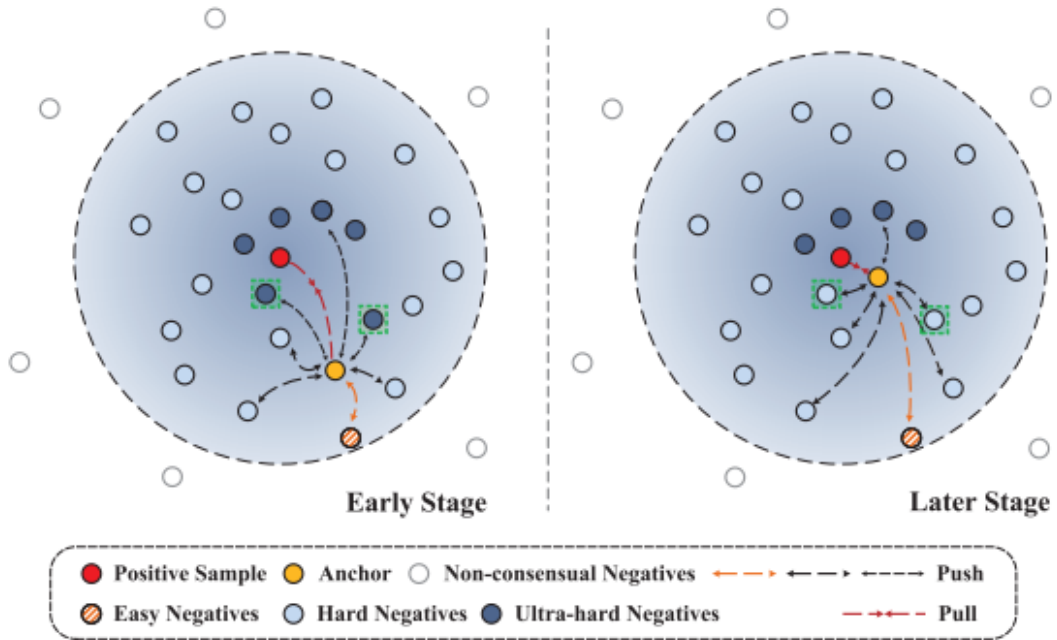 Early Stage
Later Stage
Positive Sample Anchor Non-consensual Negatives Push
Easy Negatives Hard Negatives Ultra-hard Negatives Pull